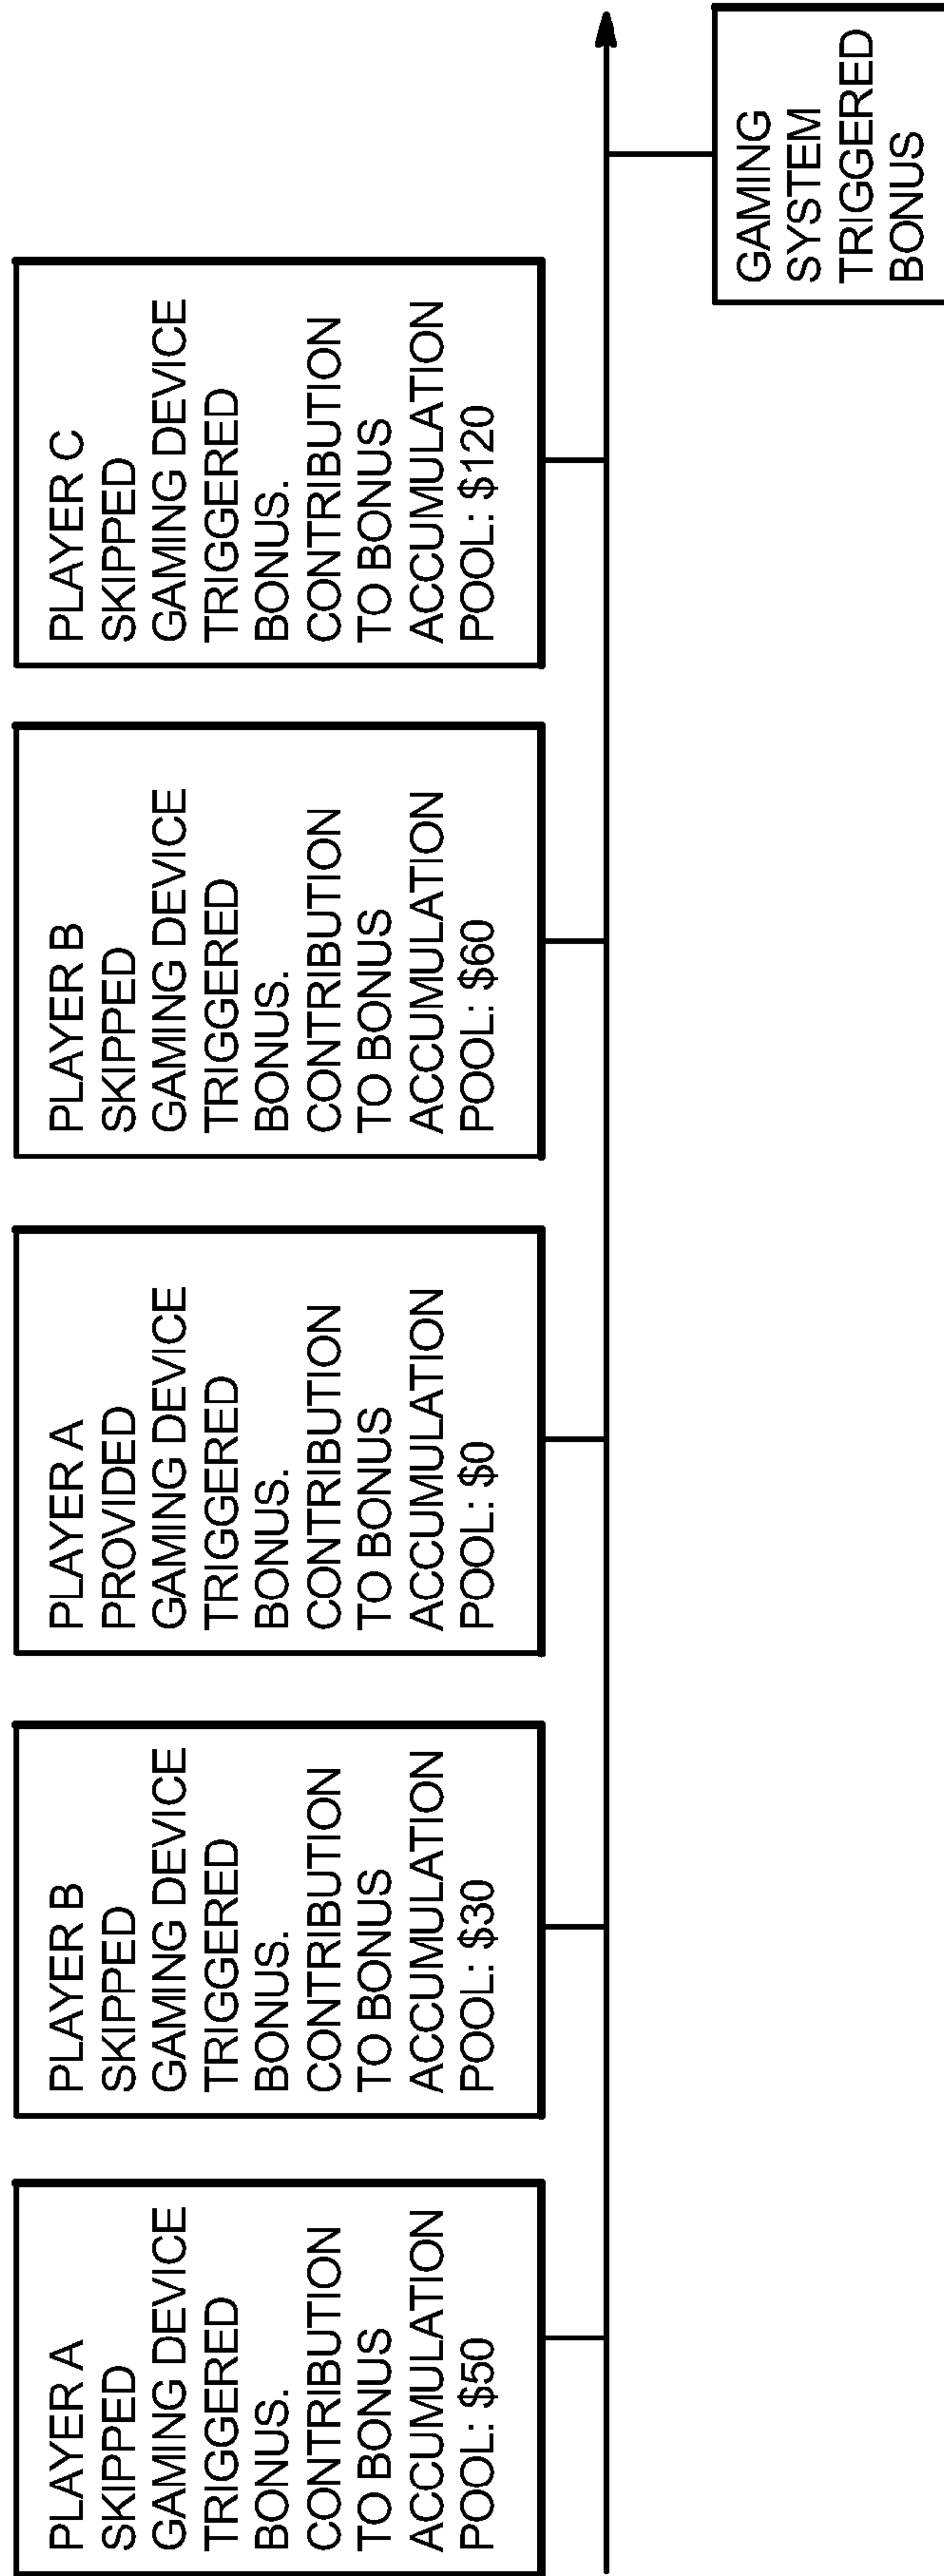 PLAYER A
SKIPPED
GAMING DEVICE
TRIGGERED
BONUS.
CONTRIBUTION
TO BONUS
ACCUMULATION
POOL: $50
PLAYER B
SKIPPED
GAMING DEVICE
TRIGGERED
BONUS.
CONTRIBUTION
TO BONUS
ACCUMULATION
POOL: $30
PLAYER A
PROVIDED
GAMING DEVICE
TRIGGERED
BONUS.
CONTRIBUTION
TO BONUS
ACCUMULATION
POOL: $0
PLAYER B
SKIPPED
GAMING DEVICE
TRIGGERED
BONUS.
CONTRIBUTION
TO BONUS
ACCUMULATION
POOL: $60
PLAYER C
SKIPPED
GAMING DEVICE
TRIGGERED
BONUS.
CONTRIBUTION
TO BONUS
ACCUMULATION
POOL: $120
GAMING
SYSTEM
TRIGGERED
BONUS